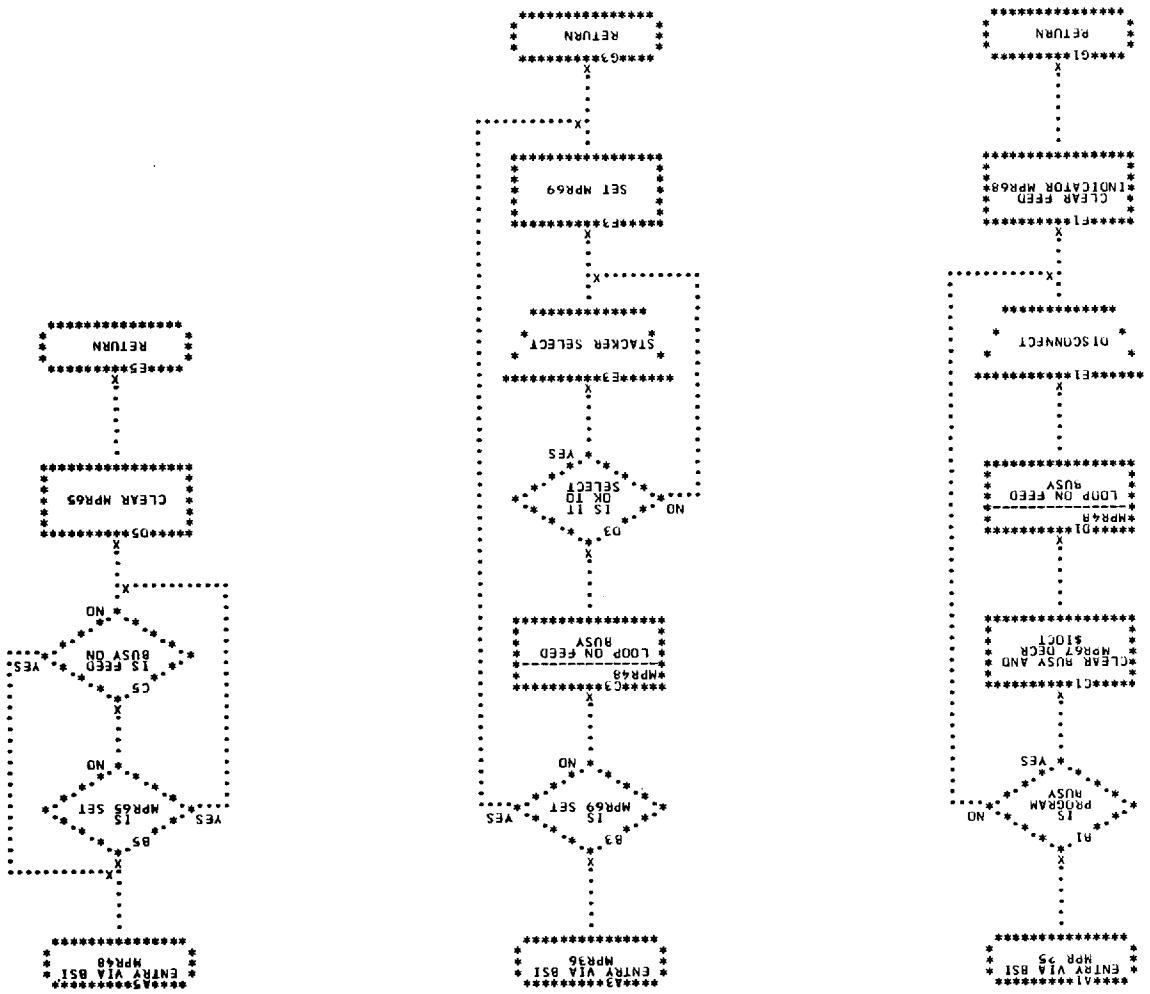 A1
ENTRY VIA BSI
MPR 25
B1
IS
PROGRAM
BUSY
NO
YES
C1
CLEAR BUSY AND
MPR67 DECR
$IOCT
D1
MPR48
LOOP ON FEED
BUSY
E1
DISCONNECT
F1
CLEAR FEED
INDICATOR MPR68
G1
RETURN
A3
ENTRY VIA BSI
MPR36
B3
IS
MPR69 SET
YES
NO
C3
MPR48
LOOP ON FEED
BUSY
D3
IS IT
OK TO
SELECT
NO
YES
E3
STACKER SELECT
F3
SET MPR69
G3
RETURN
A5
ENTRY VIA BSI
MPR48
B5
IS
MPR65 SET
YES
NO
C5
IS FEED
BUSY ON
YES
NO
D5
CLEAR MPR65
E5
RETURN